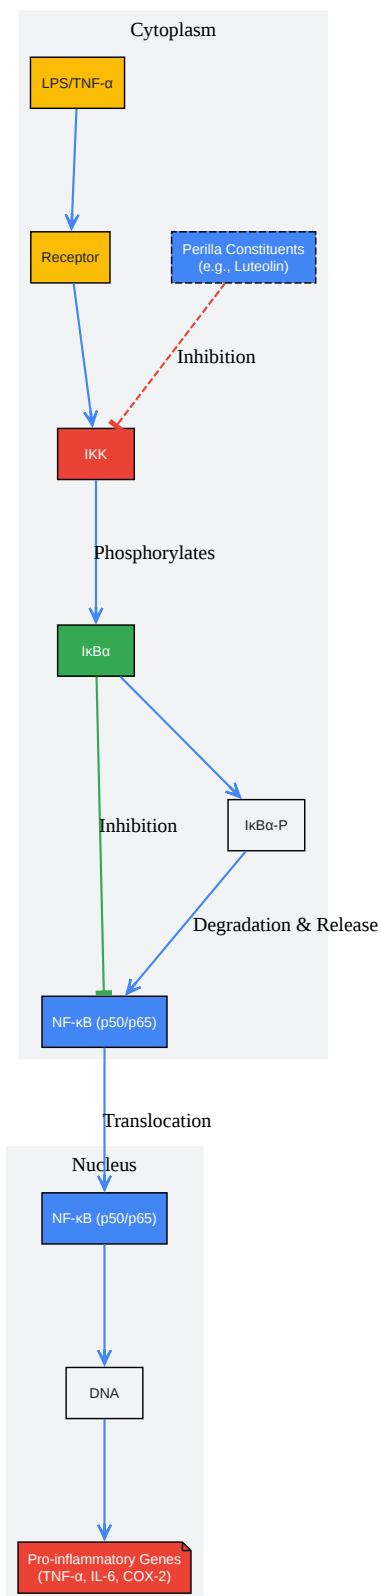 Cytoplasm
LPS/TNF-α
Receptor
Perilla Constituents
(e.g., Luteolin)
Inhibition
IKK
Phosphorylates
IκBα
Inhibition
IκBα-P
Degradation & Release
NF-κB (p50/p65)
Translocation
Nucleus
NF-κB (p50/p65)
DNA
Pro-inflammatory Genes
(TNF-α, IL-6, COX-2)